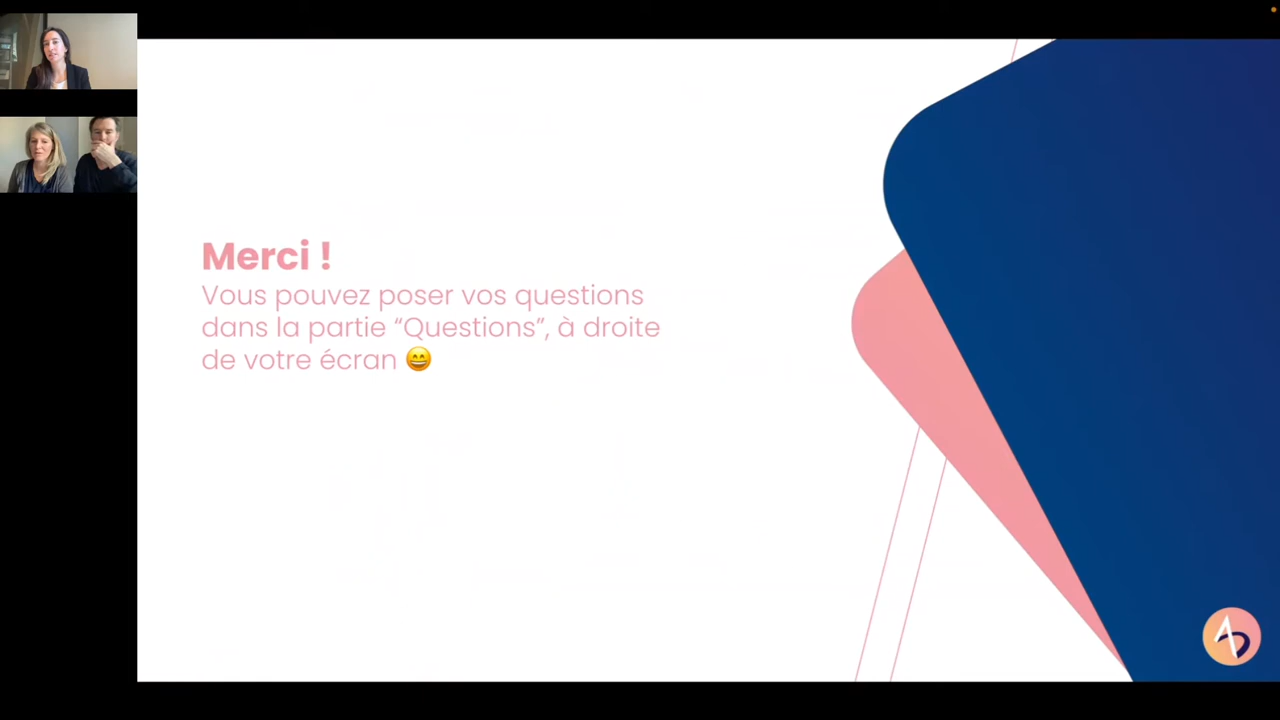 Merci !
Vous pouvez poser vos questions
dans la partie “Questions”, à droite
de votre écran 😄